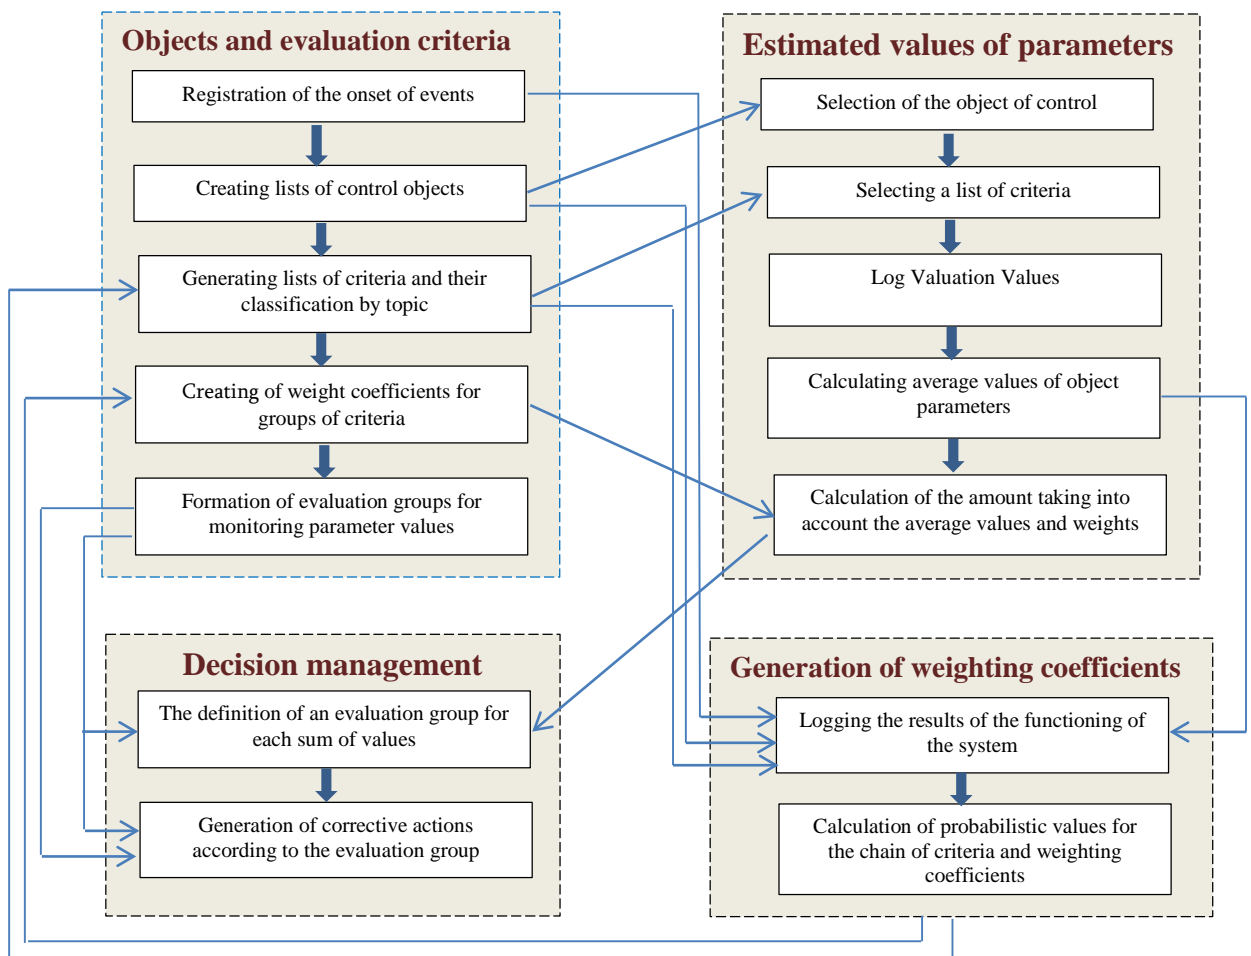 Objects and evaluation criteria
Registration of the onset of events
Creating lists of control objects
Generating lists of criteria and their
classification by topic
Creating of weight coefficients for
groups of criteria
Formation of evaluation groups for
monitoring parameter values
Estimated values of parameters
Selection of the object of control
Selecting a list of criteria
Log Valuation Values
Calculating average values of object
parameters
Calculation of the amount taking into
account the average values and weights
Decision management
The definition of an evaluation group for
each sum of values
Generation of corrective actions
according to the evaluation group
Generation of weighting coefficients
Logging the results of the functioning of
the system
Calculation of probabilistic values for
the chain of criteria and weighting
coefficients